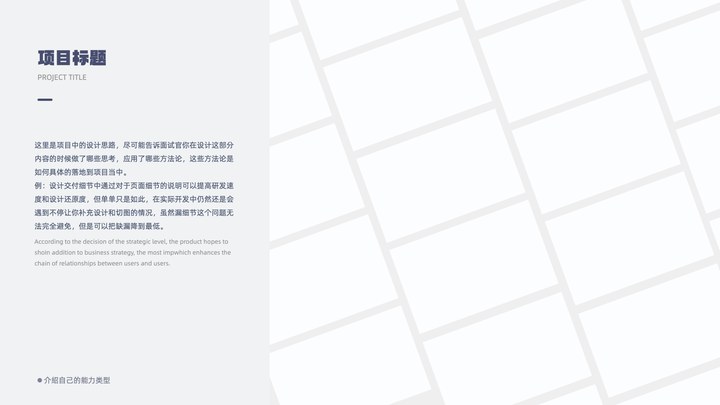 项目标题
PROJECT TITLE
这里是项目中的设计思路，尽可能告诉面试官你在设计这部分
内容的时候做了哪些思考，应用了哪些方法论，这些方法论是
如何具体的落地到项目当中。
例：设计交付细节中通过对于页面细节的说明可以提高研发速
度和设计还原度，但单单只是如此，在实际开发中仍然还是会
遇到不停让你补充设计和切图的情况，虽然漏细节这个问题无
法完全避免，但是可以把缺漏降到最低。
According to the decision of the strategic level, the product hopes to
shoin addition to business strategy, the most impwhich enhances the
chain of relationships between users and users.
介绍自己的能力类型